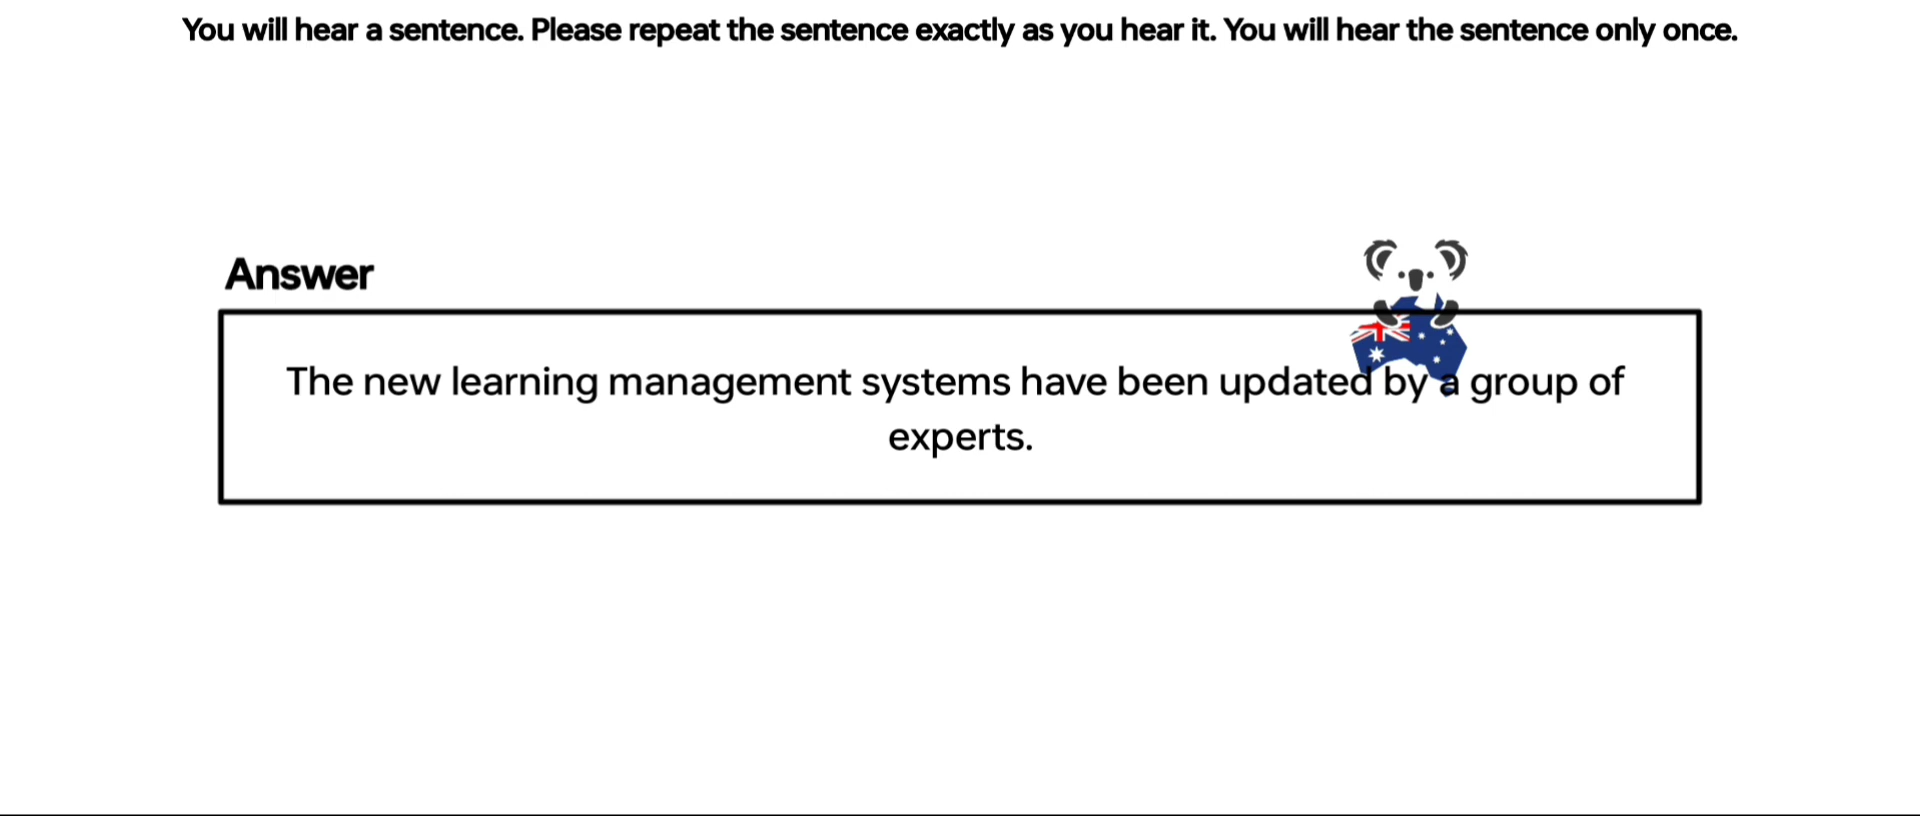 You will hear a sentence. Please repeat the sentence exactly as you hear it. You will hear the sentence only once.
Answer
The new learning management systems have been updated by a group of
experts.